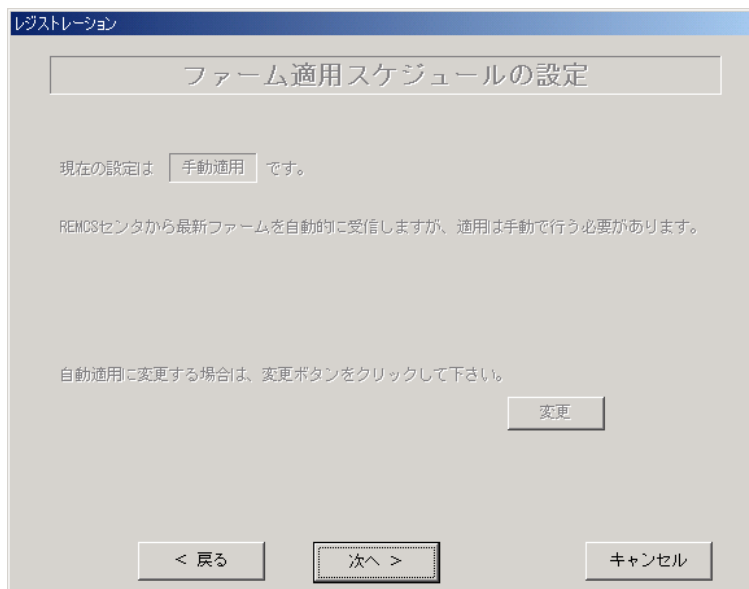 レジストレーション
ファーム適用スケジュールの設定
現在の設定は 手動適用 です。
REMCSセンタから最新ファームを自動的に受信しますが、適用は手動で行う必要があります。
自動適用に変更する場合は、変更ボタンをクリックして下さい。
変更
< 戻る 次へ > キャンセル